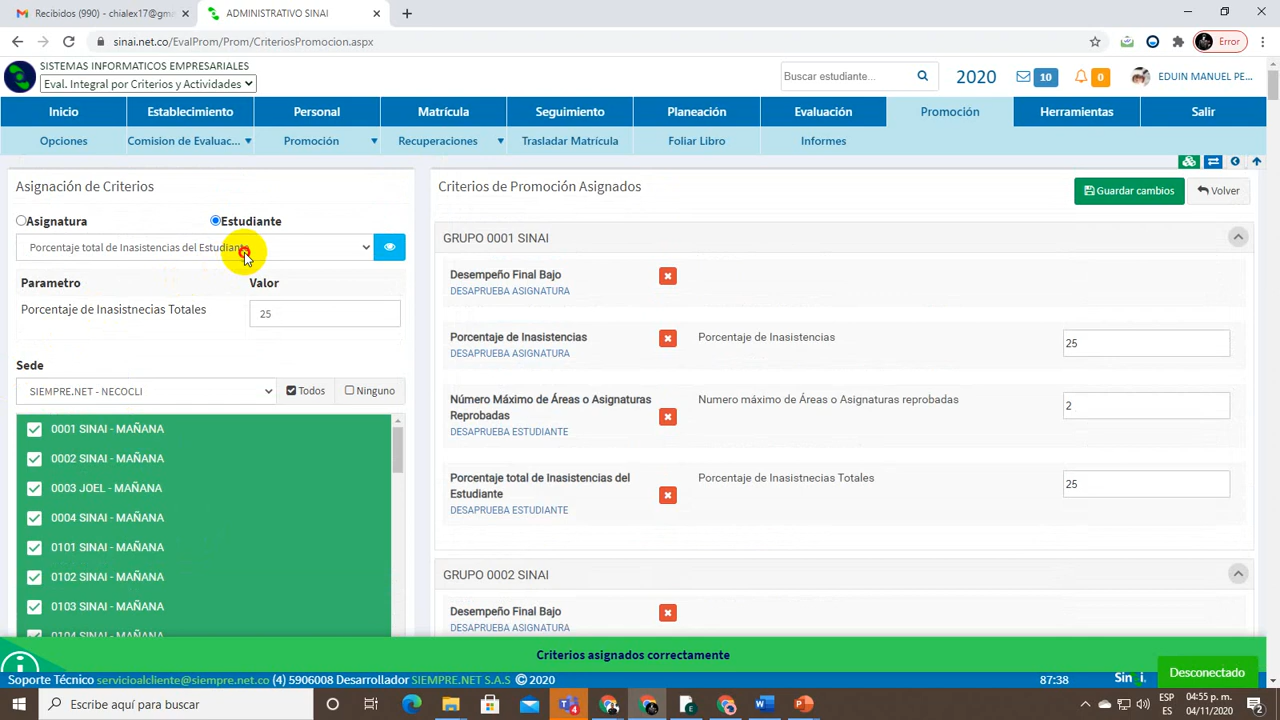 Recibidos (990) - chialex17@gma
ADMINISTRATIVO SINAI
sinai.net.co/EvalProm/Prom/CriteriosPromocion.aspx
Error
SISTEMAS INFORMATICOS EMPRESARIALES
Eval. Integral por Criterios y Actividades
Buscar estudiante...
2020
10
0
EDUIN MANUEL PE...
Inicio
Establecimiento
Personal
Matrícula
Seguimiento
Planeación
Evaluación
Promoción
Herramientas
Salir
Opciones
Comision de Evaluac...
Promoción
Recuperaciones
Trasladar Matrícula
Foliar Libro
Informes
Asignación de Criterios
Asignatura
Estudiante
Porcentaje total de Inasistencias del Estudiante
Parametro
Valor
Porcentaje de Inasistnecias Totales
25
Sede
SIEMPRE.NET - NECOCLI
Todos
Ninguno
0001 SINAI - MAÑANA
0002 SINAI - MAÑANA
0003 JOEL - MAÑANA
0004 SINAI - MAÑANA
0101 SINAI - MAÑANA
0102 SINAI - MAÑANA
0103 SINAI - MAÑANA
0104 SINAI - MAÑANA
Criterios de Promoción Asignados
Guardar cambios
Volver
GRUPO 0001 SINAI
Desempeño Final Bajo
DESAPRUEBA ASIGNATURA
Porcentaje de Inasistencias
DESAPRUEBA ASIGNATURA
Porcentaje de Inasistencias
25
Número Máximo de Áreas o Asignaturas
Reprobadas
DESAPRUEBA ESTUDIANTE
Numero máximo de Áreas o Asignaturas reprobadas
2
Porcentaje total de Inasistencias del
Estudiante
DESAPRUEBA ESTUDIANTE
Porcentaje de Inasistnecias Totales
25
GRUPO 0002 SINAI
Desempeño Final Bajo
DESAPRUEBA ASIGNATURA
Criterios asignados correctamente
Soporte Técnico servicioalcliente@siempre.net.co (4) 5906008 Desarrollador SIEMPRE.NET S.A.S © 2020
87:38
Sinai.
Desconectado
Escribe aquí para buscar
ESP
ES
04:55 p. m.
04/11/2020
2